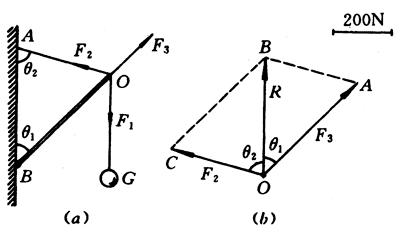 A
F₂
F₃
θ₂
O
θ₁
F₁
B
G
(a)
200N
B
A
R
C
θ₂
θ₁
F₃
F₂
O
(b)